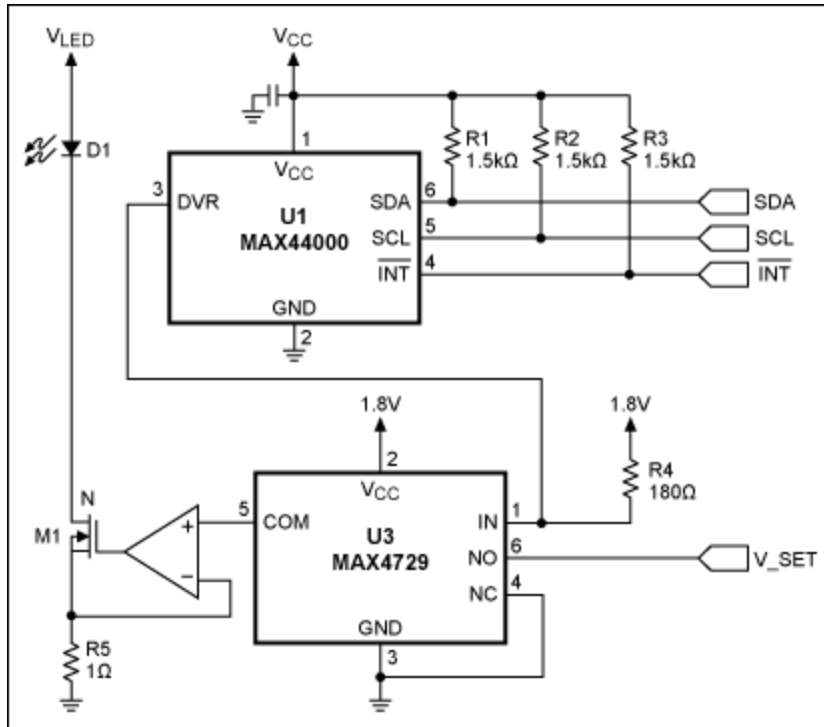 VLED
VCC
D1
1
VCC
3
DVR
U1
MAX44000
SDA
6
SCL
5
INT
4
GND
2
R1
1.5kΩ
R2
1.5kΩ
R3
1.5kΩ
SDA
SCL
INT
1.8V
1.8V
2
VCC
R4
180Ω
N
M1
+
−
5
COM
U3
MAX4729
IN
1
NO
6
NC
4
V_SET
GND
3
R5
1Ω